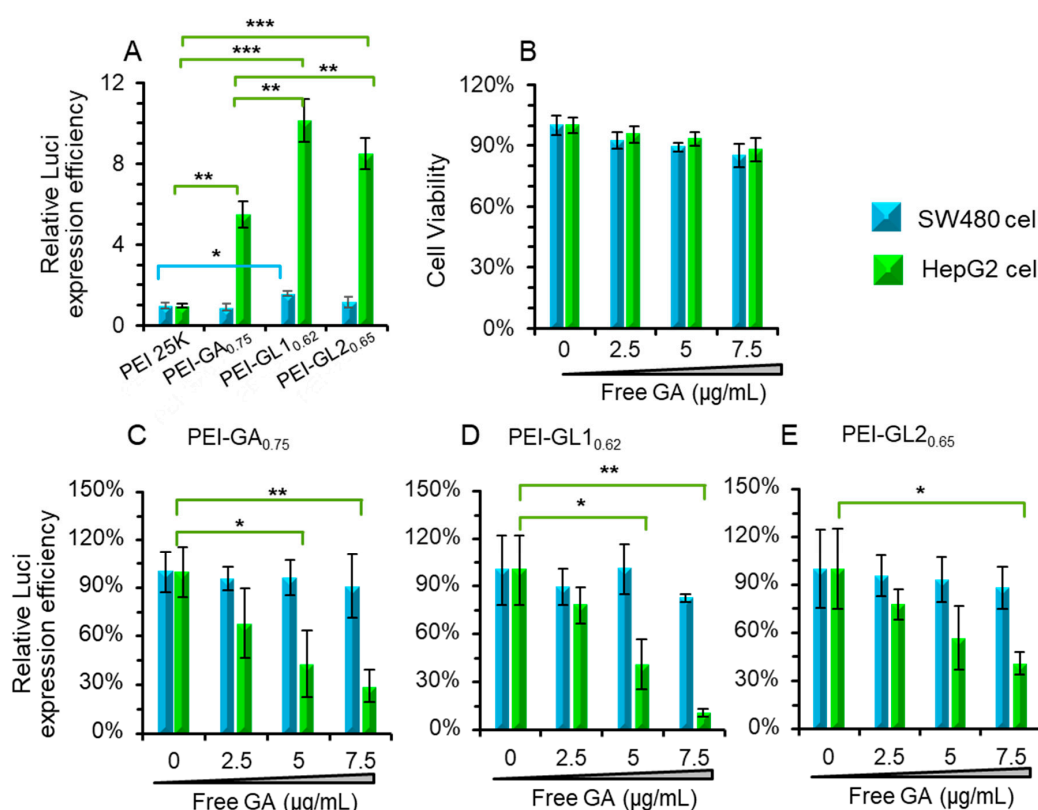 A
***
***
**
**
**
*
Relative Luci
expression efficiency
12
8
4
0
PEI 25K
PEI-GA0.75
PEI-GL10.62
PEI-GL20.65
B
Cell Viability
120%
90%
60%
30%
0%
0 2.5 5 7.5
Free GA (µg/mL)
SW480 cel
HepG2 cel
C PEI-GA0.75
Relative Luci
expression efficiency
150%
120%
90%
60%
30%
0%
**
*
0 2.5 5 7.5
Free GA (µg/mL)
D PEI-GL10.62
150%
120%
90%
60%
30%
0%
**
*
0 2.5 5 7.5
Free GA (µg/mL)
E PEI-GL20.65
150%
120%
90%
60%
30%
0%
*
0 2.5 5 7.5
Free GA (µg/mL)